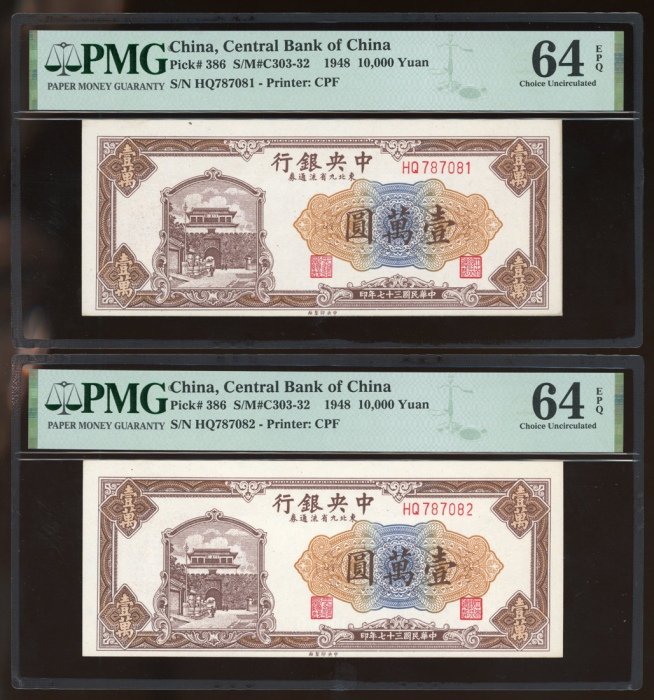 PMG
PAPER MONEY GUARANTY
China, Central Bank of China
Pick# 386 S/M#C303-32 1948 10,000 Yuan
S/N HQ787081 - Printer: CPF
64 EPQ
Choice Uncirculated
壹萬
壹萬
行銀央中
券通流省九北東
HQ787081
圓萬壹
壹萬
壹萬
印年七十三國民華中
PMG
PAPER MONEY GUARANTY
China, Central Bank of China
Pick# 386 S/M#C303-32 1948 10,000 Yuan
S/N HQ787082 - Printer: CPF
64 EPQ
Choice Uncirculated
壹萬
壹萬
行銀央中
券通流省九北東
HQ787082
圓萬壹
壹萬
壹萬
印年七十三國民華中